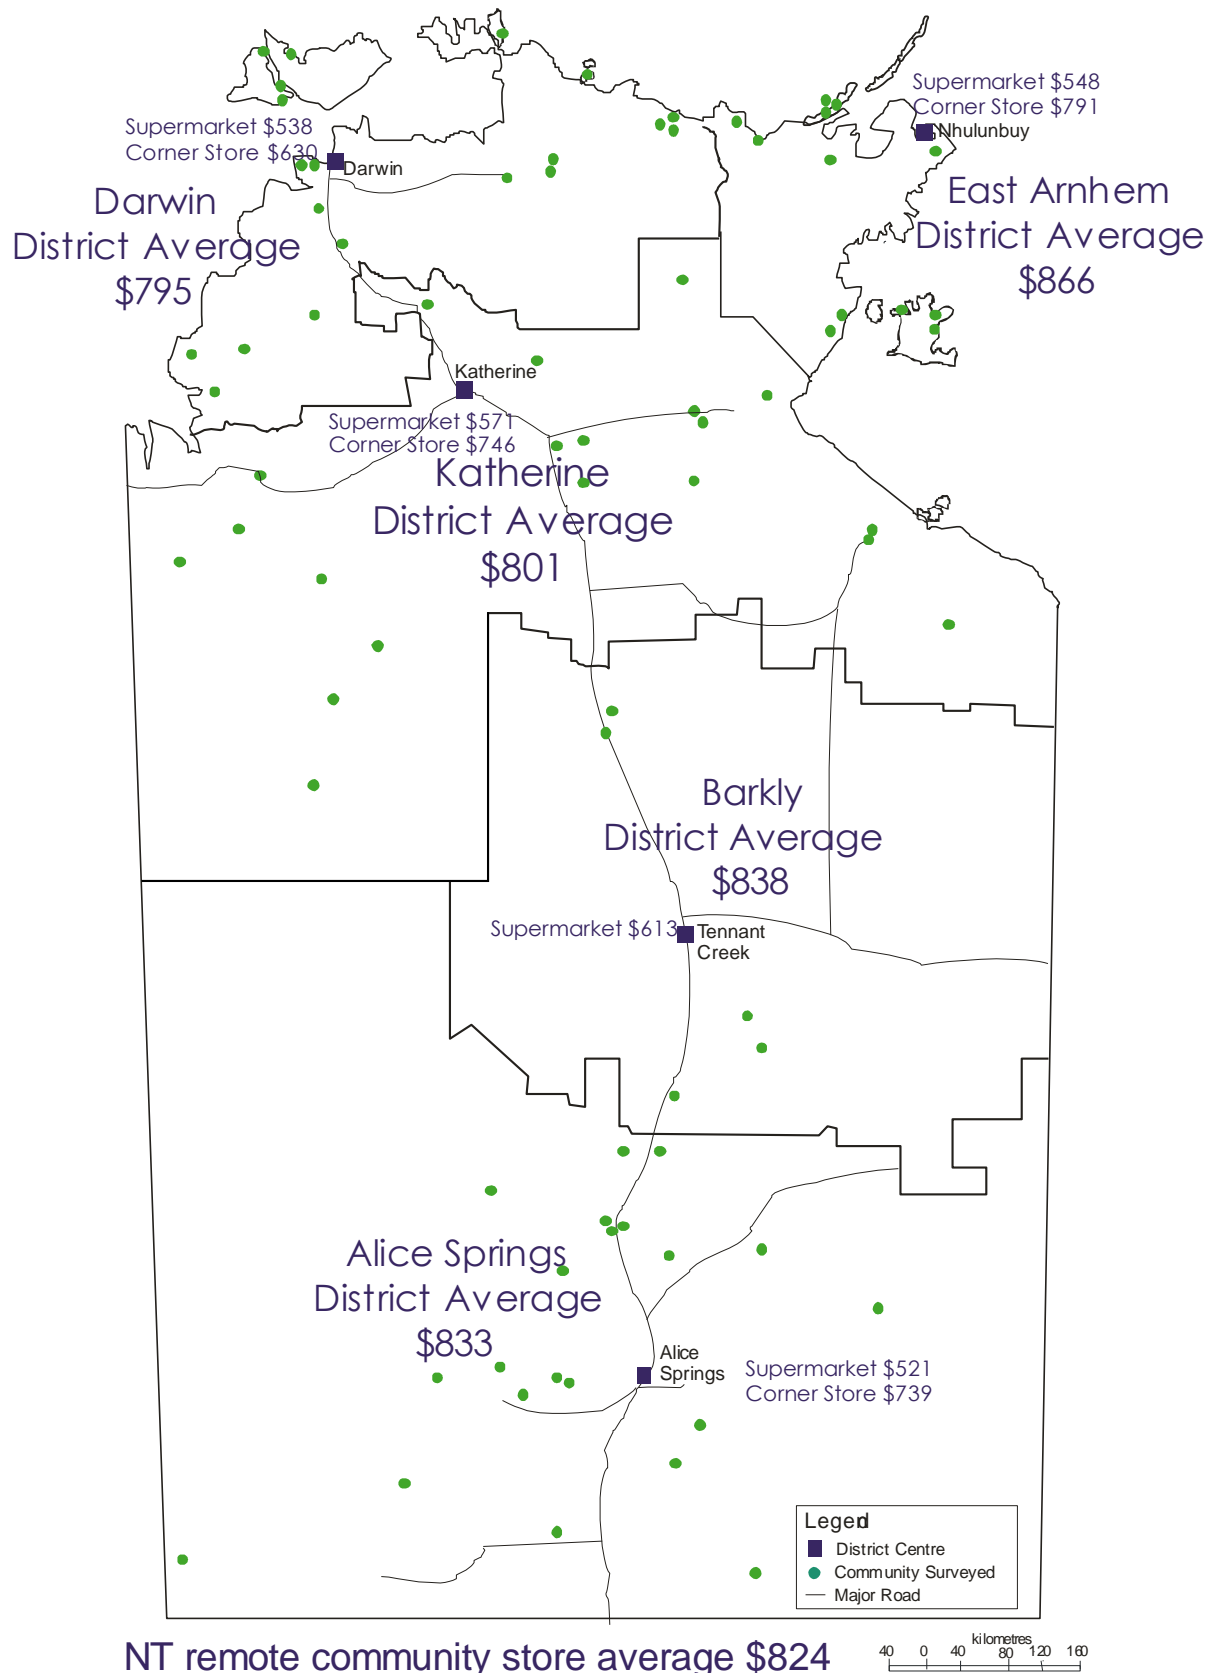 Supermarket $548
Corner Store $791
Nhulunbuy
Supermarket $538
Corner Store $630
Darwin
Darwin
District Average
$795
East Arnhem
District Average
$866
Katherine
Supermarket $571
Corner Store $746
Katherine
District Average
$801
Barkly
District Average
$838
Supermarket $613
Tennant
Creek
Alice Springs
District Average
$833
Alice
Springs
Supermarket $521
Corner Store $739
Legend
District Centre
Community Surveyed
Major Road
NT remote community store average $824
kilometres
40 0 40 80 120 160